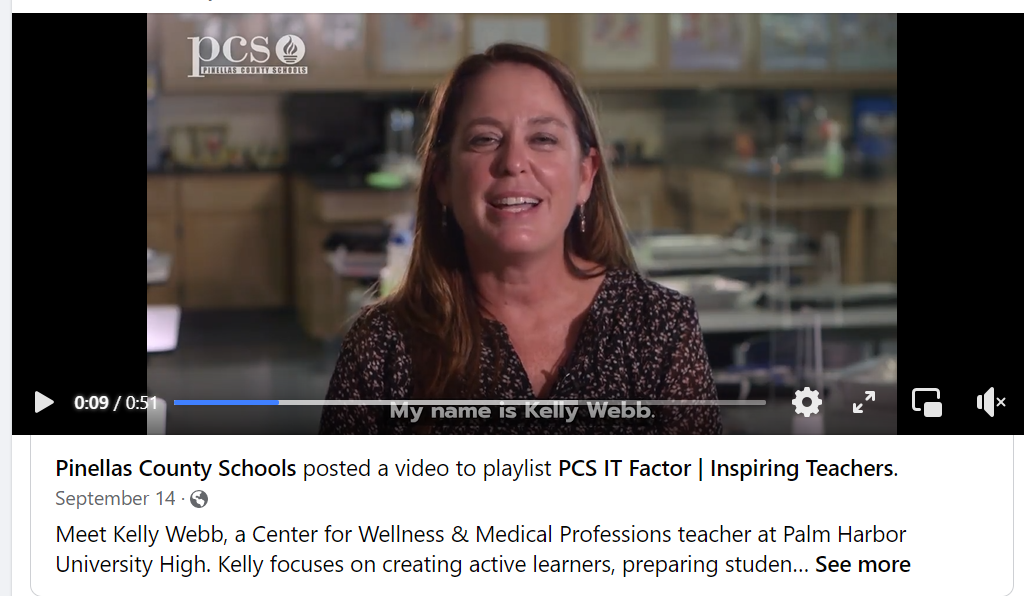 pcs
PINELLAS COUNTY SCHOOLS
0:09 / 0:51
My name is Kelly Webb.
Pinellas County Schools posted a video to playlist PCS IT Factor | Inspiring Teachers.
September 14 ·
Meet Kelly Webb, a Center for Wellness & Medical Professions teacher at Palm Harbor
University High. Kelly focuses on creating active learners, preparing studen... See more